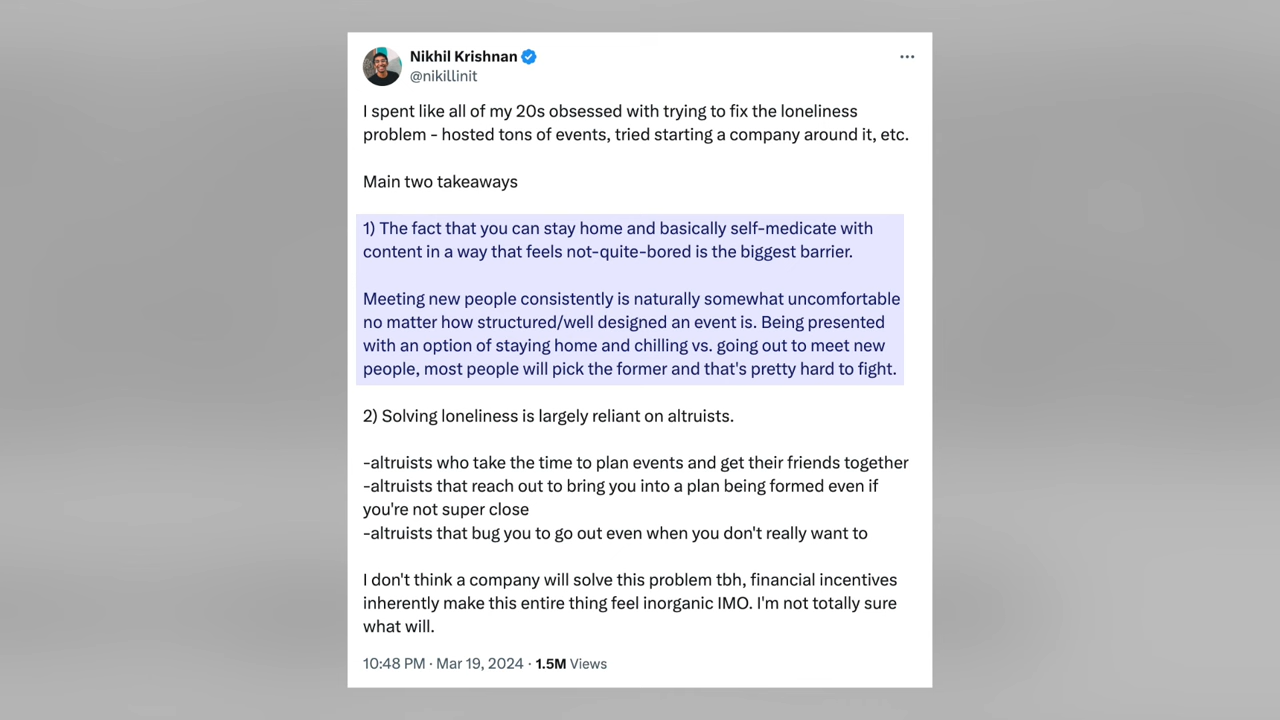 Nikhil Krishnan
@nikillinit
I spent like all of my 20s obsessed with trying to fix the loneliness
problem - hosted tons of events, tried starting a company around it, etc.
Main two takeaways
1) The fact that you can stay home and basically self-medicate with
content in a way that feels not-quite-bored is the biggest barrier.
Meeting new people consistently is naturally somewhat uncomfortable
no matter how structured/well designed an event is. Being presented
with an option of staying home and chilling vs. going out to meet new
people, most people will pick the former and that's pretty hard to fight.
2) Solving loneliness is largely reliant on altruists.
-altruists who take the time to plan events and get their friends together
-altruists that reach out to bring you into a plan being formed even if
you're not super close
-altruists that bug you to go out even when you don't really want to
I don't think a company will solve this problem tbh, financial incentives
inherently make this entire thing feel inorganic IMO. I'm not totally sure
what will.
10:48 PM · Mar 19, 2024 · 1.5M Views